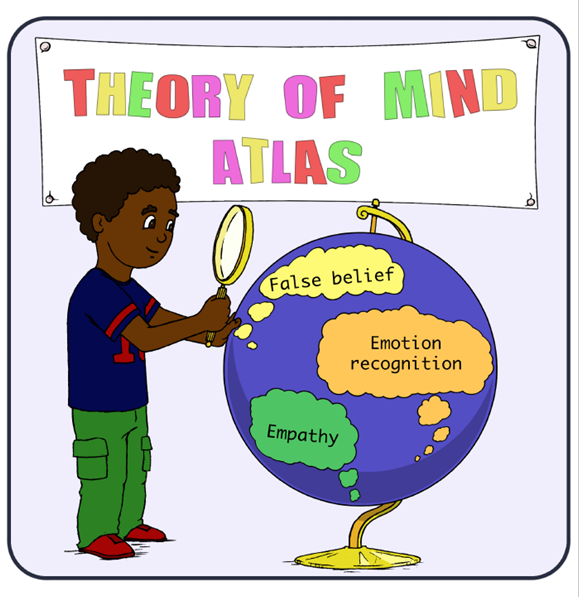 THEORY OF MIND
ATLAS
False belief
Emotion
recognition
Empathy